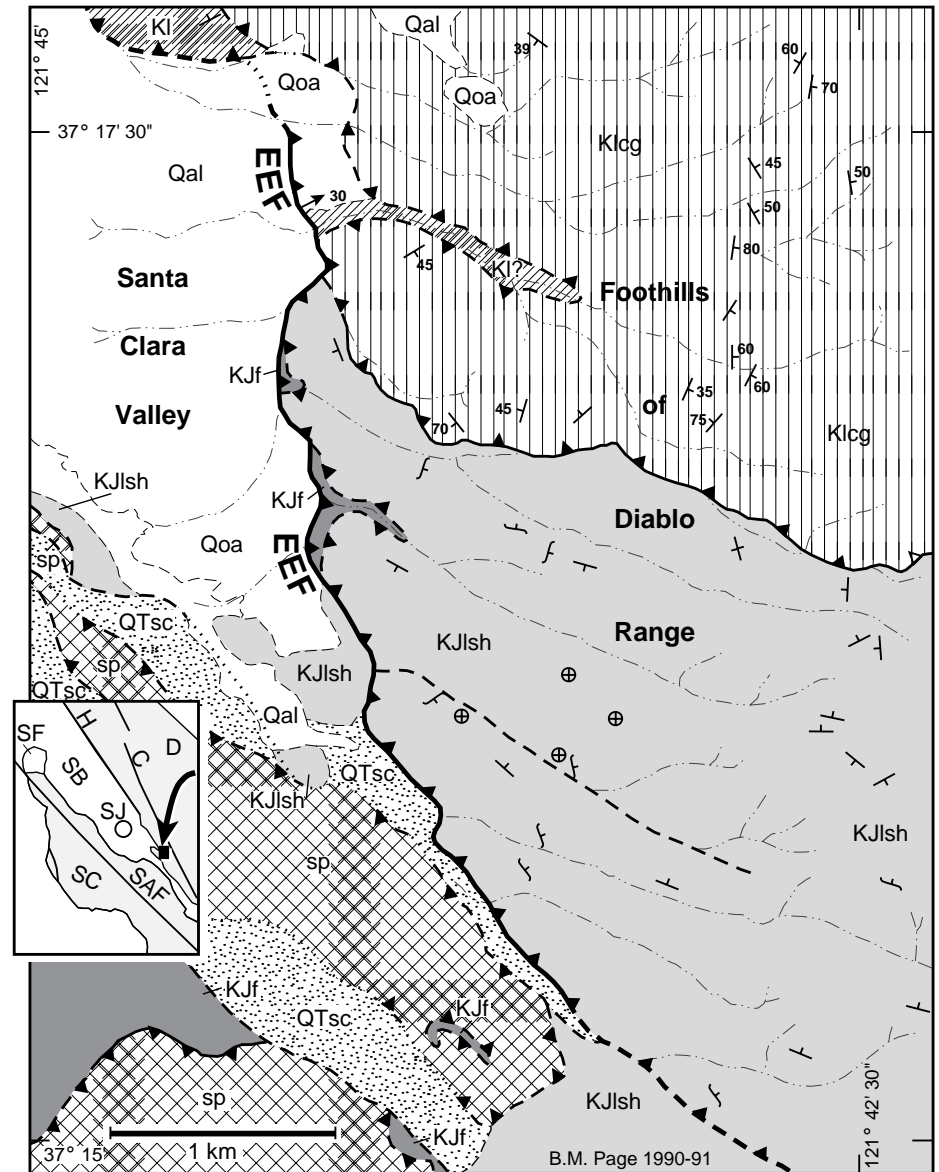 121° 45'
Kl
Qal
39
60
Qoa
Qoa
70
37° 17' 30"
Klcg
EEF
Qal
45
50
30
50
80
45
Santa
Kl?
Foothills
Clara
60
KJf
60
35
Valley
45
of
75
70
Klcg
KJlsh
KJf
Diablo
Qoa
EEF
sp
QTsc
KJlsh
Range
sp
KJlsh
QTsc
Qal
H
D
SF
C
QTsc
SB
KJlsh
SJ
KJlsh
sp
SC
SAF
KJf
KJf
QTsc
KJlsh
sp
121° 42' 30"
KJf
37° 15
1 km
B.M. Page 1990-91